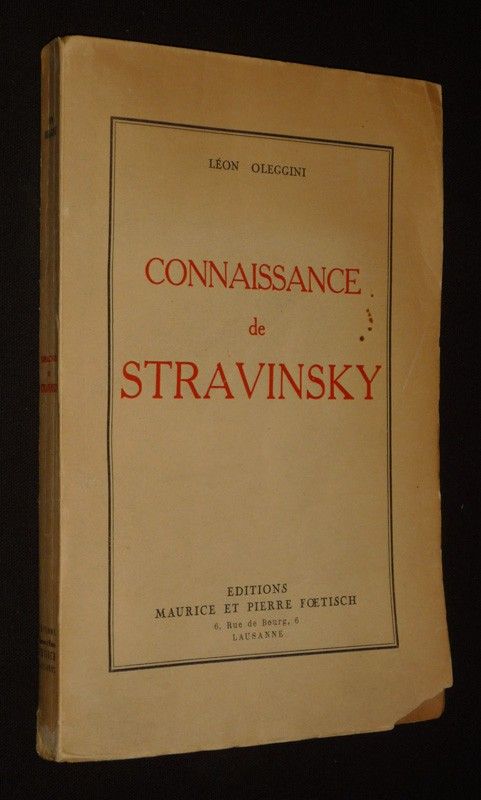 LÉON OLEGGINI
CONNAISSANCE
de
STRAVINSKY
EDITIONS
MAURICE ET PIERRE FŒTISCH
6, Rue de Bourg, 6
LAUSANNE